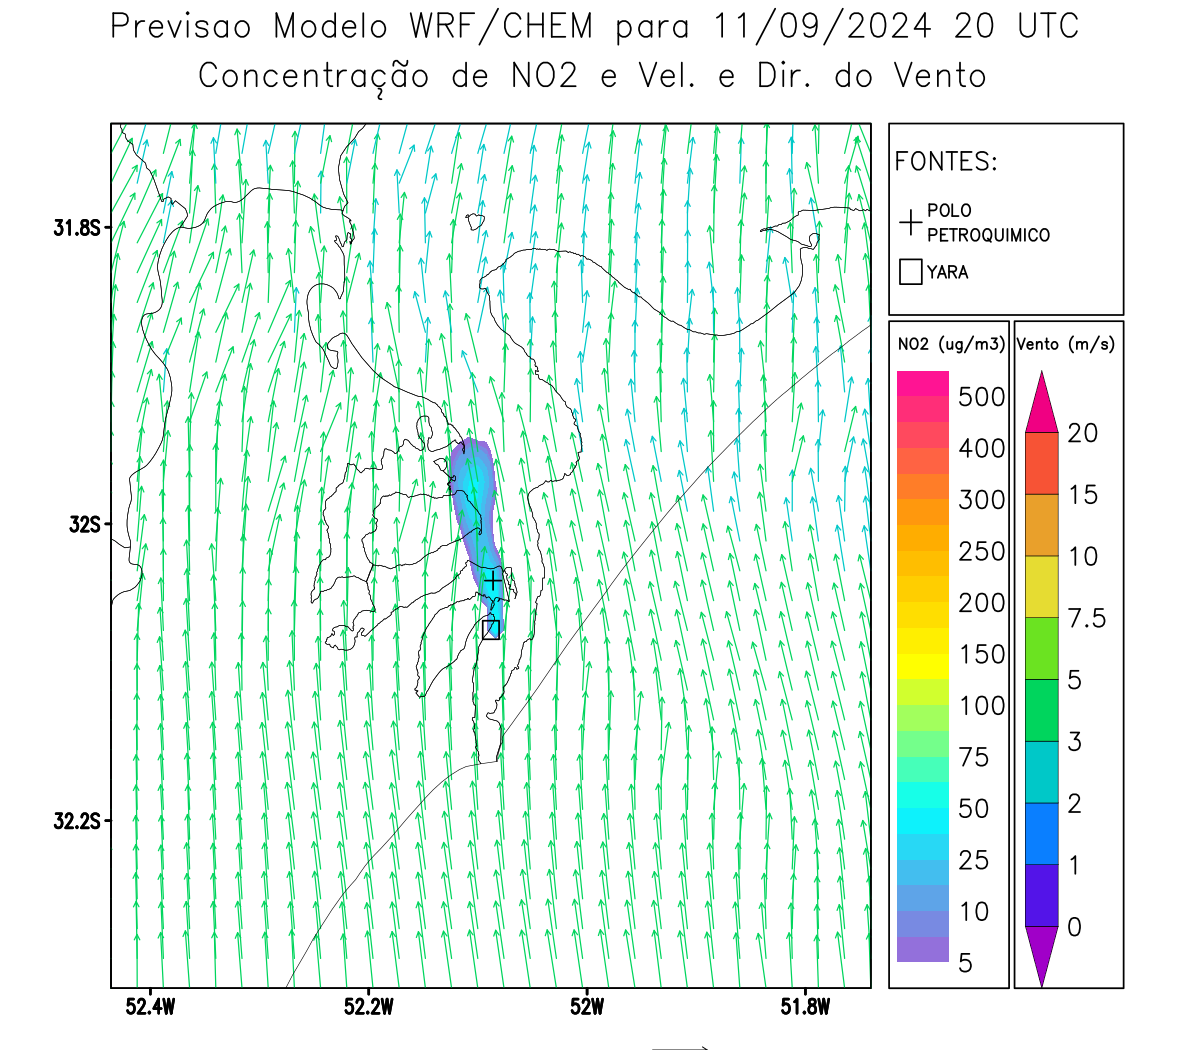 Previsao Modelo WRF/CHEM para 11/09/2024 20 UTC
Concentração de NO2 e Vel. e Dir. do Vento
FONTES:
POLO
PETROQUIMICO
YARA
31.8S
32S
32.2S
52.4W
52.2W
52W
51.8W
NO2 (ug/m3)
500
400
300
250
200
150
100
75
50
25
10
5
Vento (m/s)
20
15
10
7.5
5
3
2
1
0